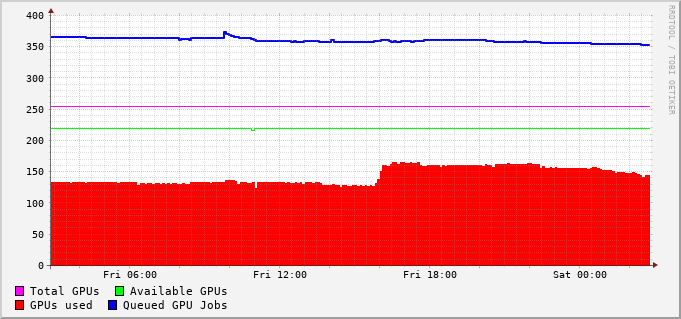 400
350
300
250
200
150
100
50
0
Fri 06:00 Fri 12:00 Fri 18:00 Sat 00:00
Total GPUs Available GPUs
GPUs used Queued GPU Jobs
RRDTOOL / TOBI OETIKER